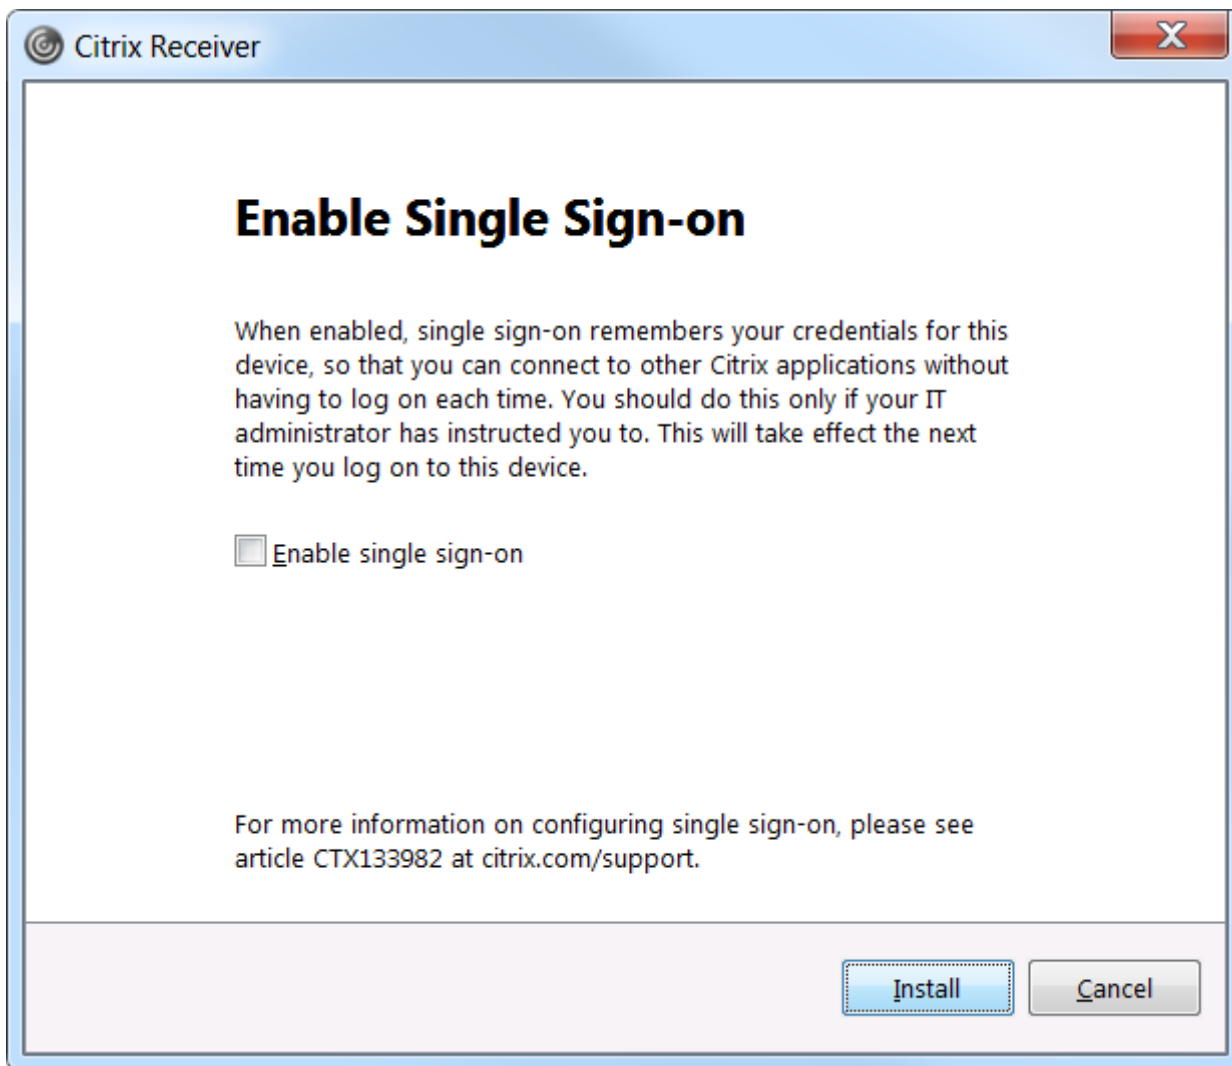 Citrix Receiver
Enable Single Sign-on
When enabled, single sign-on remembers your credentials for this
device, so that you can connect to other Citrix applications without
having to log on each time. You should do this only if your IT
administrator has instructed you to. This will take effect the next
time you log on to this device.
Enable single sign-on
For more information on configuring single sign-on, please see
article CTX133982 at citrix.com/support.
Install Cancel